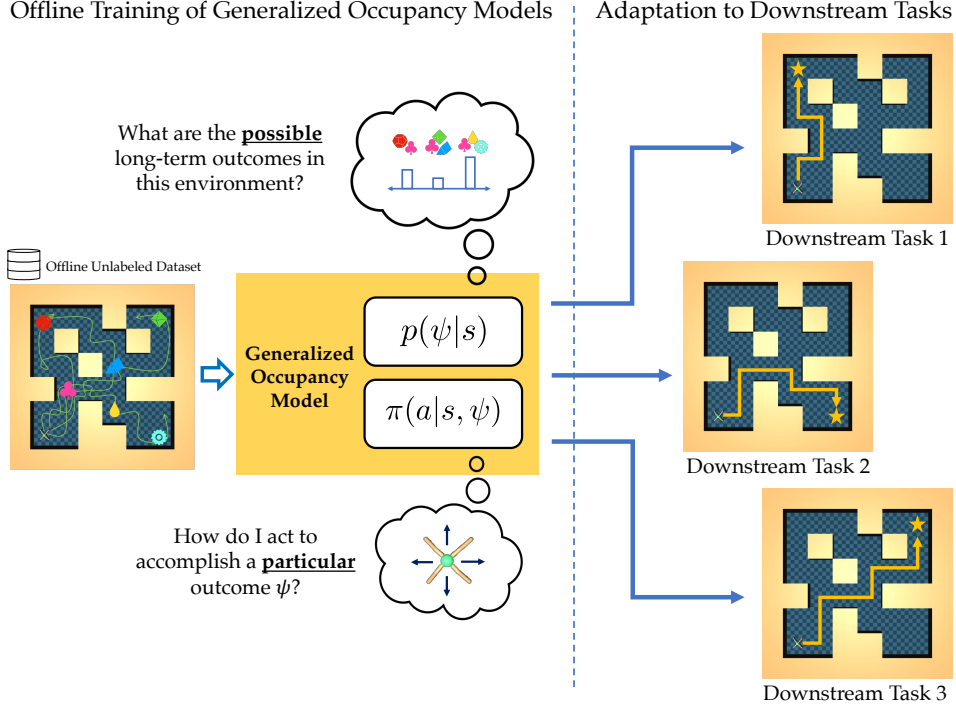 Offline Training of Generalized Occupancy Models
Adaptation to Downstream Tasks
What are the possible
long-term outcomes in
this environment?
Offline Unlabeled Dataset
Generalized
Occupancy
Model
p(ψ|s)
π(a|s, ψ)
How do I act to
accomplish a particular
outcome ψ?
Downstream Task 1
Downstream Task 2
Downstream Task 3